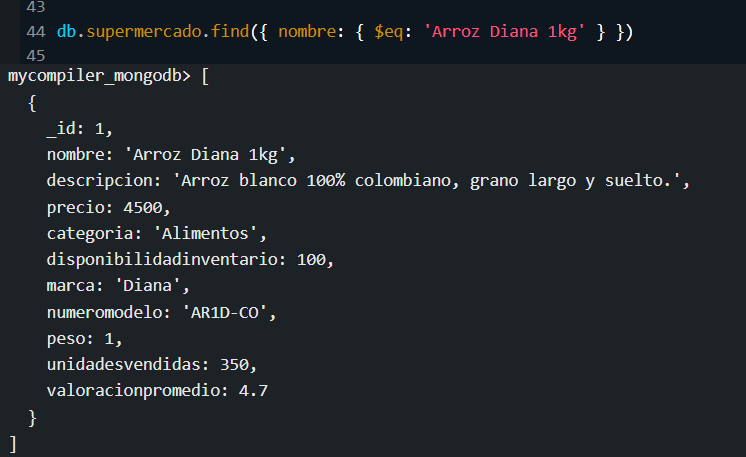 43
44 db.supermercado.find({ nombre: { $eq: 'Arroz Diana 1kg' } })
45
mycompiler_mongodb> [
  {
    _id: 1,
    nombre: 'Arroz Diana 1kg',
    descripcion: 'Arroz blanco 100% colombiano, grano largo y suelto.',
    precio: 4500,
    categoria: 'Alimentos',
    disponibilidadinventario: 100,
    marca: 'Diana',
    numeromodelo: 'AR1D-CO',
    peso: 1,
    unidadesvendidas: 350,
    valoracionpromedio: 4.7
  }
]